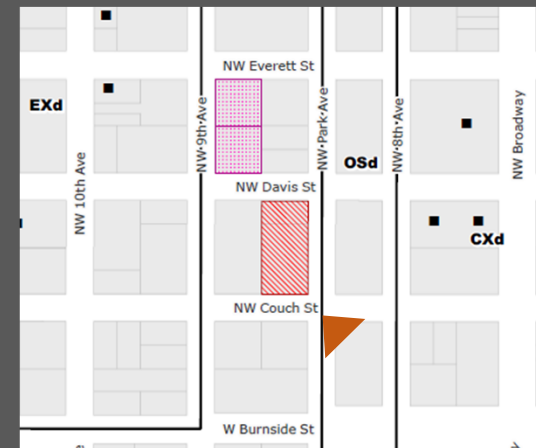 NW Everett St
EXd
NW 10th Ave
NW 9th Ave
NW Park Ave
NW 8th Ave
NW Broadway
OSd
NW Davis St
CXd
NW Couch St
W Burnside St